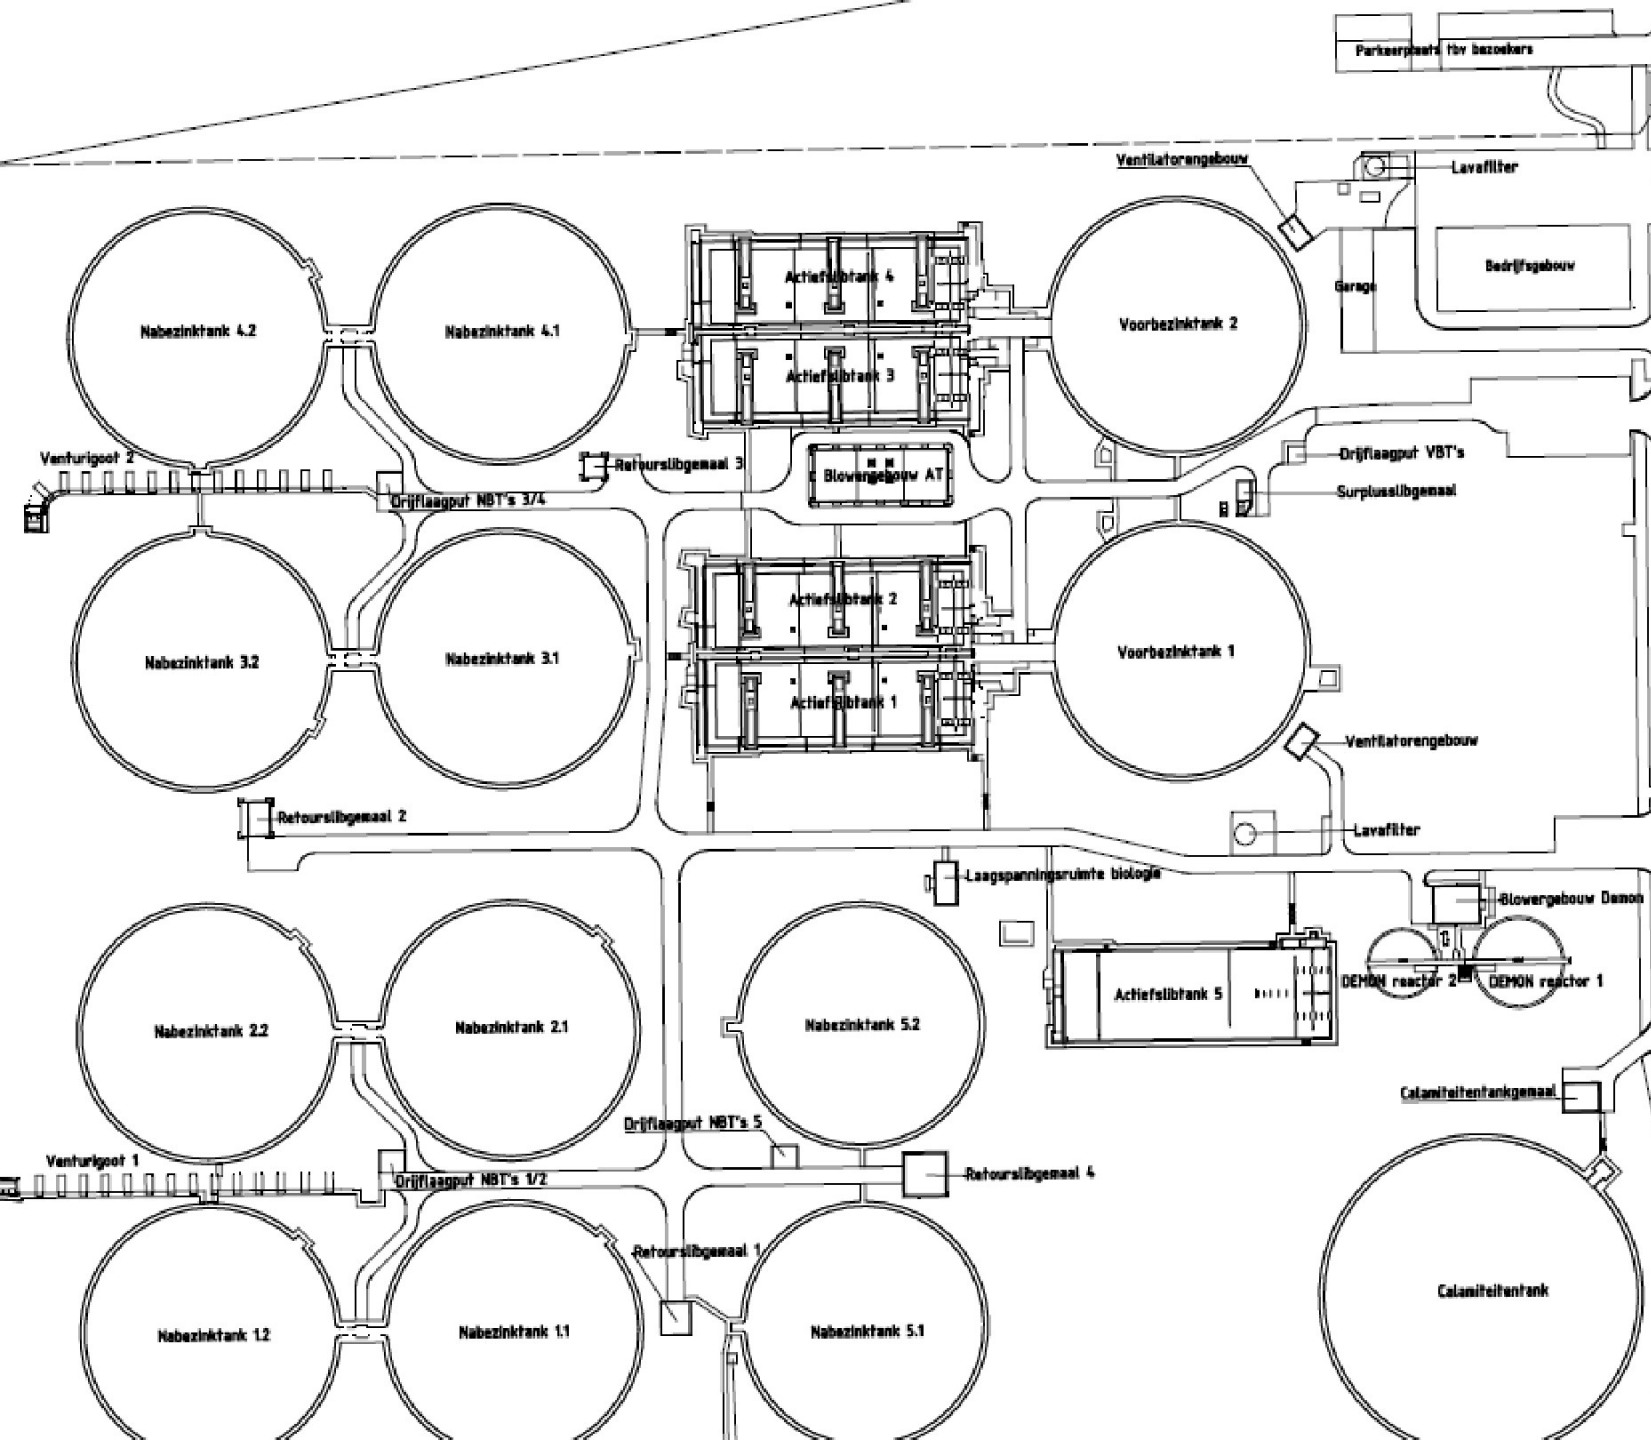 Parkeerplaats tbv bezoekers
Ventilatorengebouw
Lavafilter
Bedrijfsgebouw
Garage
Actiefslibtank 4
Nabezinktank 4.2
Nabezinktank 4.1
Voorbezinktank 2
Actiefslibtank 3
Venturigoot 2
Retourslibgemaal 3
Blowergebouw AT
Drijflaagput VBT's
Surplusslibgemaal
Drijflaagput NBT's 3/4
Actiefslibtank 2
Nabezinktank 3.2
Nabezinktank 3.1
Voorbezinktank 1
Actiefslibtank 1
Ventilatorengebouw
Retourslibgemaal 2
Lavafilter
Laagspanningsruimte biologie
Blowergebouw Demon
DEMON reactor 2
DEMON reactor 1
Actiefslibtank 5
Nabezinktank 2.2
Nabezinktank 2.1
Nabezinktank 5.2
Calamiteitentankgemaal
Drijflaagput NBT's 5
Venturigoot 1
Drijflaagput NBT's 1/2
Retourslibgemaal 4
Retourslibgemaal 1
Calamiteitentank
Nabezinktank 1.2
Nabezinktank 1.1
Nabezinktank 5.1